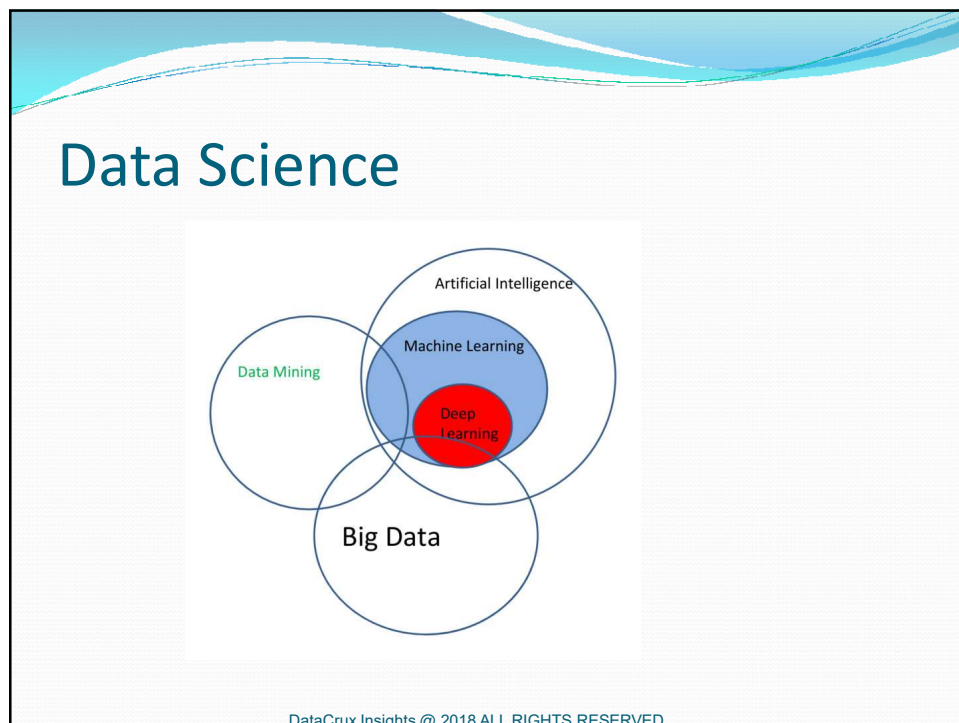 Data Science
Artificial Intelligence
Machine Learning
Data Mining
Deep
Learning
Big Data
DataCrux Insights @ 2018 ALL RIGHTS RESERVED